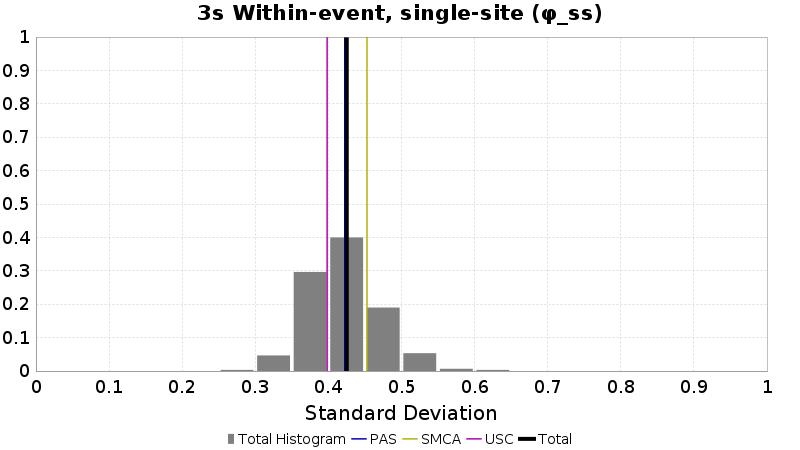 3s Within-event, single-site (φ_ss)
1
0.9
0.8
0.7
0.6
0.5
0.4
0.3
0.2
0.1
0
0 0.1 0.2 0.3 0.4 0.5 0.6 0.7 0.8 0.9 1
Standard Deviation
Total Histogram PAS SMCA USC Total